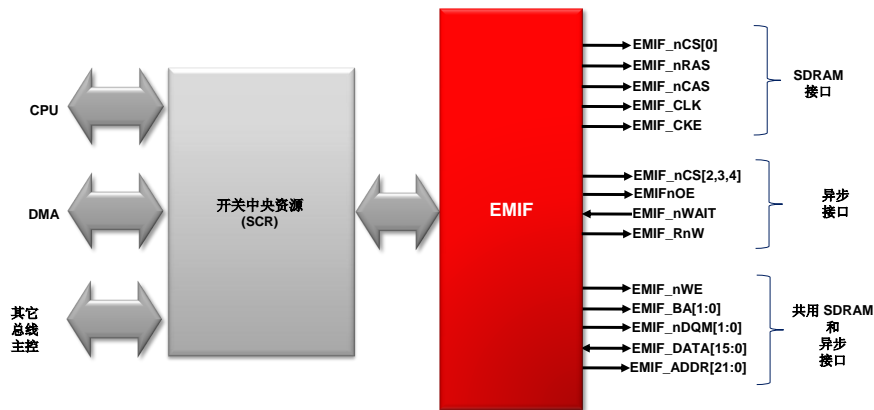 CPU
DMA
其它
总线
主控
开关中央资源
(SCR)
EMIF
EMIF_nCS[0]
EMIF_nRAS
EMIF_nCAS
EMIF_CLK
EMIF_CKE
SDRAM
接口
EMIF_nCS[2,3,4]
EMIFnOE
EMIF_nWAIT
EMIF_RnW
异步
接口
EMIF_nWE
EMIF_BA[1:0]
EMIF_nDQM[1:0]
EMIF_DATA[15:0]
EMIF_ADDR[21:0]
共用 SDRAM
和
异步
接口